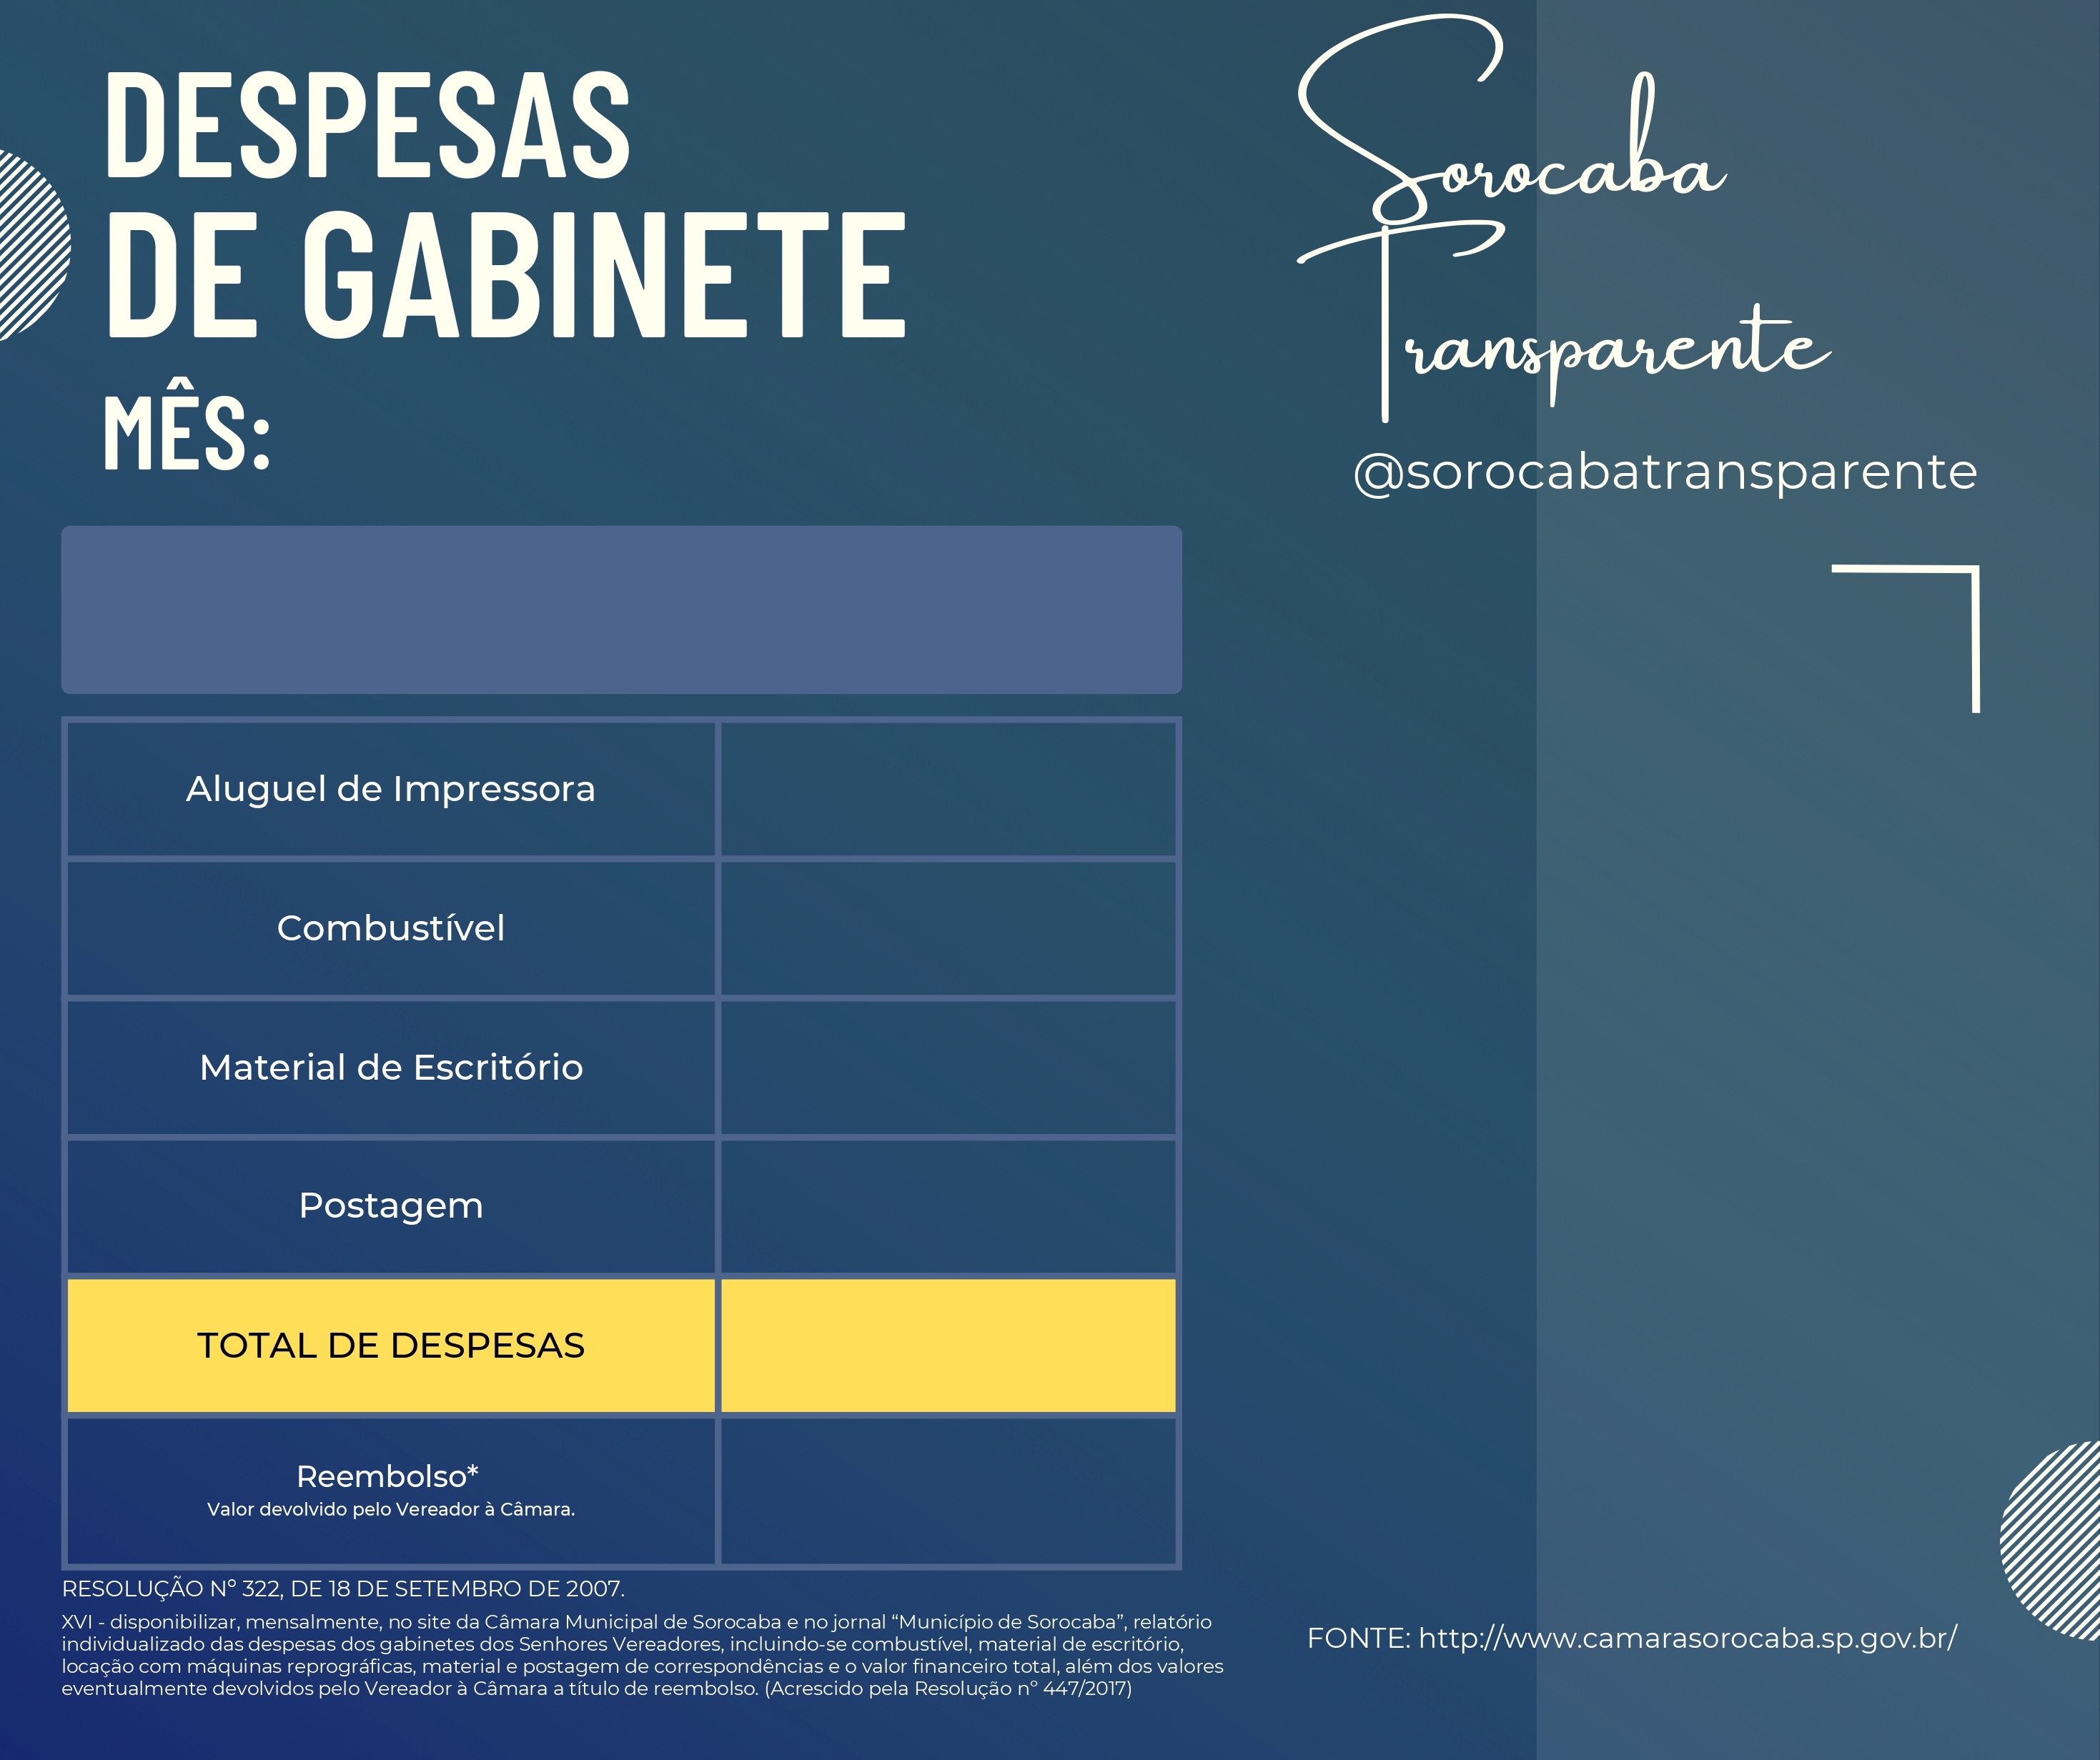 DESPESAS
DE GABINETE
MÊS:
Sorocaba
Transparente
@sorocabatransparente
Aluguel de Impressora
Combustível
Material de Escritório
Postagem
TOTAL DE DESPESAS
Reembolso*
Valor devolvido pelo Vereador à Câmara.
RESOLUÇÃO Nº 322, DE 18 DE SETEMBRO DE 2007.
XVI - disponibilizar, mensalmente, no site da Câmara Municipal de Sorocaba e no jornal “Município de Sorocaba”, relatório
individualizado das despesas dos gabinetes dos Senhores Vereadores, incluindo-se combustível, material de escritório,
locação com máquinas reprográficas, material e postagem de correspondências e o valor financeiro total, além dos valores
eventualmente devolvidos pelo Vereador à Câmara a título de reembolso. (Acrescido pela Resolução nº 447/2017)
FONTE: http://www.camarasorocaba.sp.gov.br/